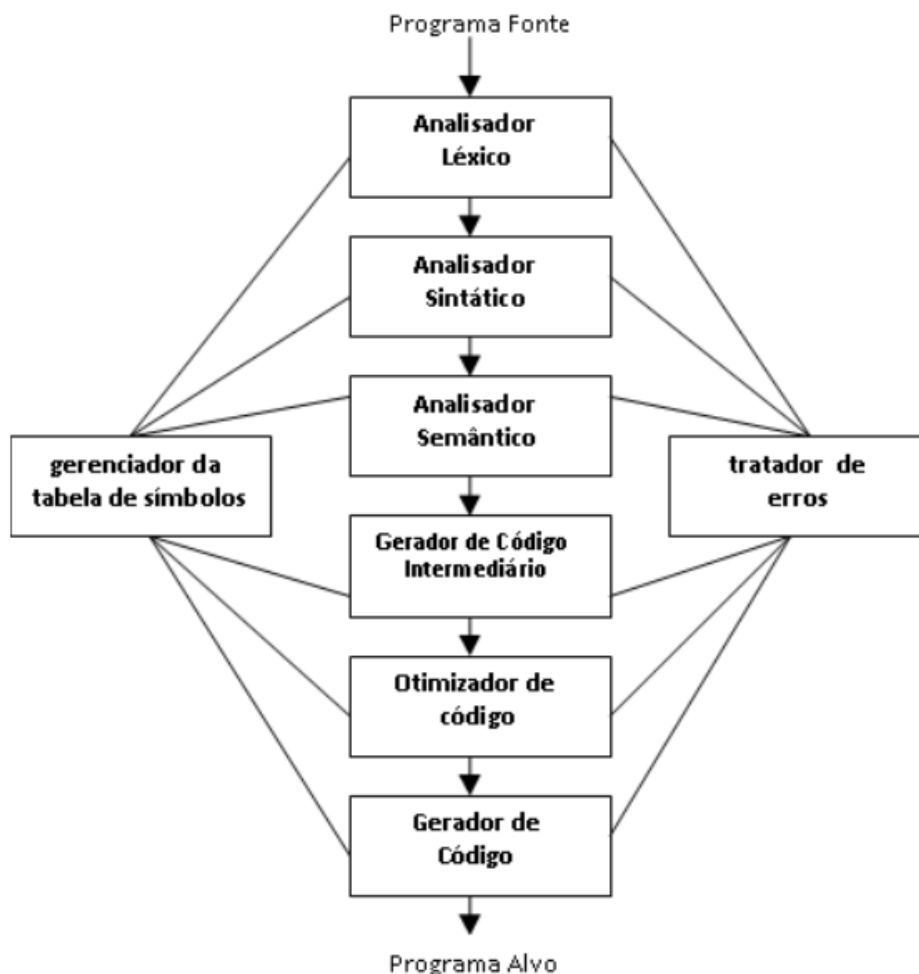 Programa Fonte
Analisador
Léxico
Analisador
Sintático
Analisador
Semântico
gerenciador da
tabela de símbolos
tratador de
erros
Gerador de Código
Intermediário
Otimizador de
código
Gerador de
Código
Programa Alvo